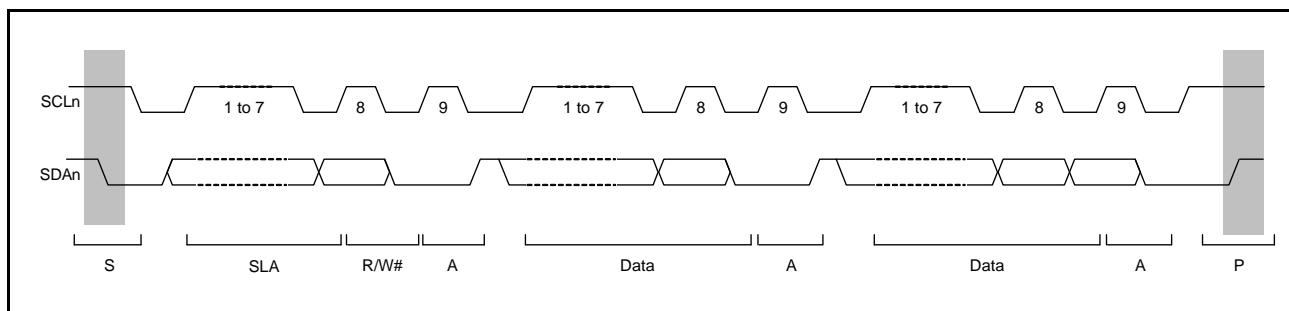 SCLn
1 to 7 8 9 1 to 7 8 9 1 to 7 8 9
SDAn
S SLA R/W# A Data A Data A P